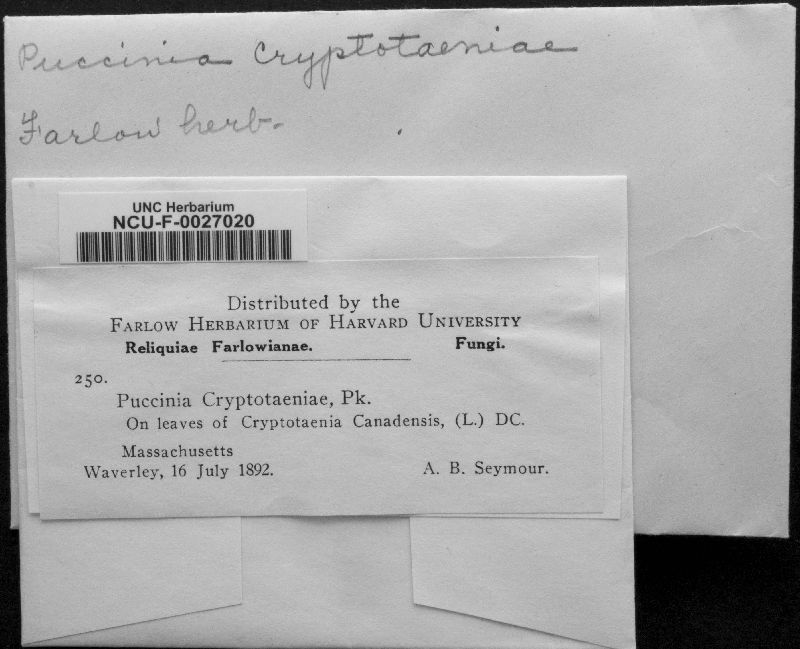 Puccinia Cryptotaeniae
Farlow herb.
UNC Herbarium
NCU-F-0027020
Distributed by the
FARLOW HERBARIUM OF HARVARD UNIVERSITY
Reliquiae Farlowianae. Fungi.
250.
Puccinia Cryptotaeniae, Pk.
On leaves of Cryptotaenia Canadensis, (L.) DC.
Massachusetts
Waverley, 16 July 1892. A. B. Seymour.